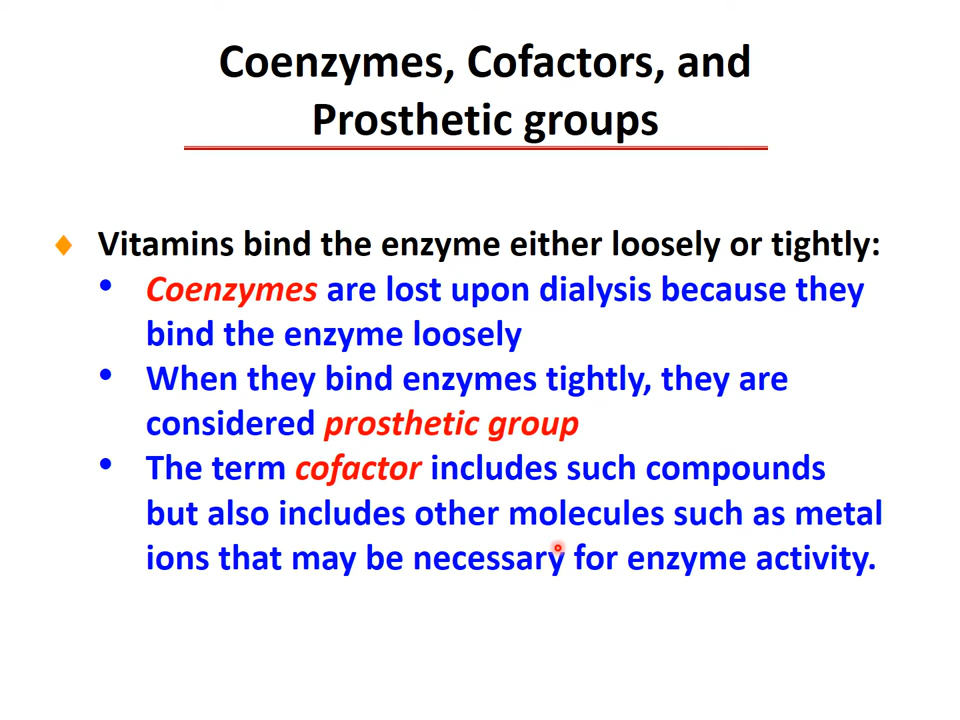 Coenzymes, Cofactors, and
Prosthetic groups
Vitamins bind the enzyme either loosely or tightly:
Coenzymes are lost upon dialysis because they
bind the enzyme loosely
When they bind enzymes tightly, they are
considered prosthetic group
The term cofactor includes such compounds
but also includes other molecules such as metal
ions that may be necessary for enzyme activity.